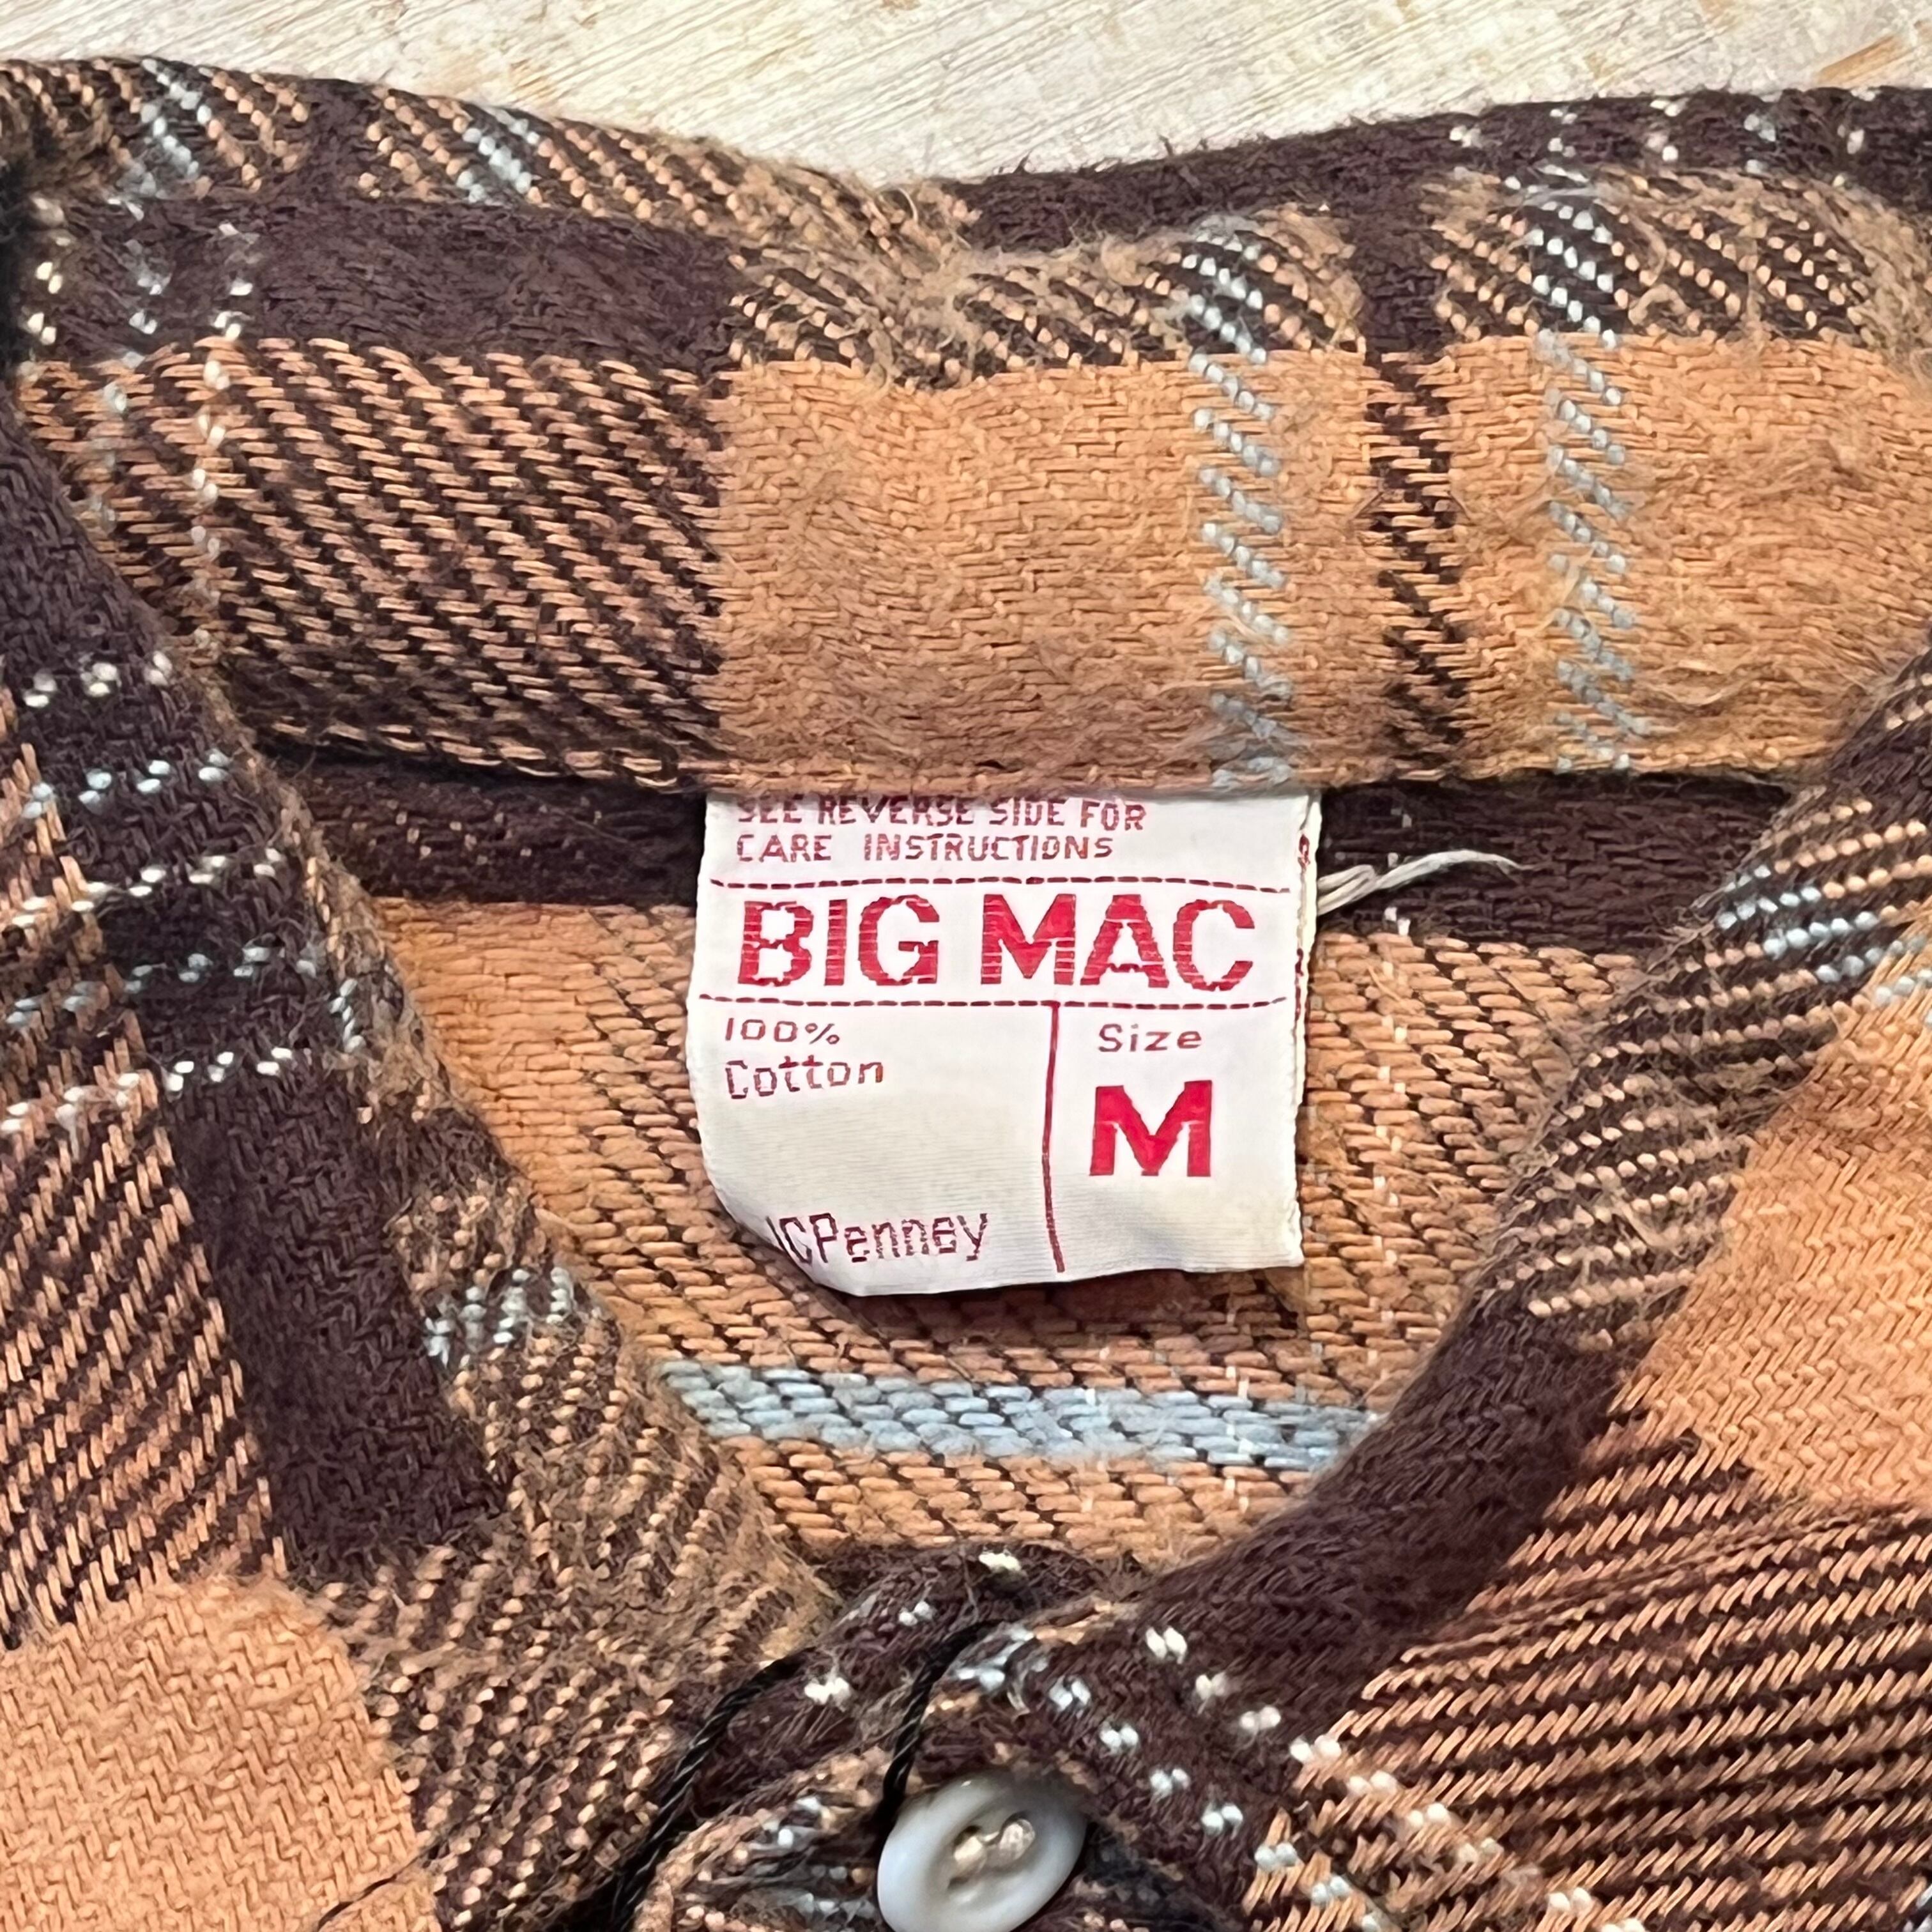 SEE REVERSE SIDE FOR
CARE INSTRUCTIONS
BIG MAC
100%
Cotton
Size
M
JCPenney